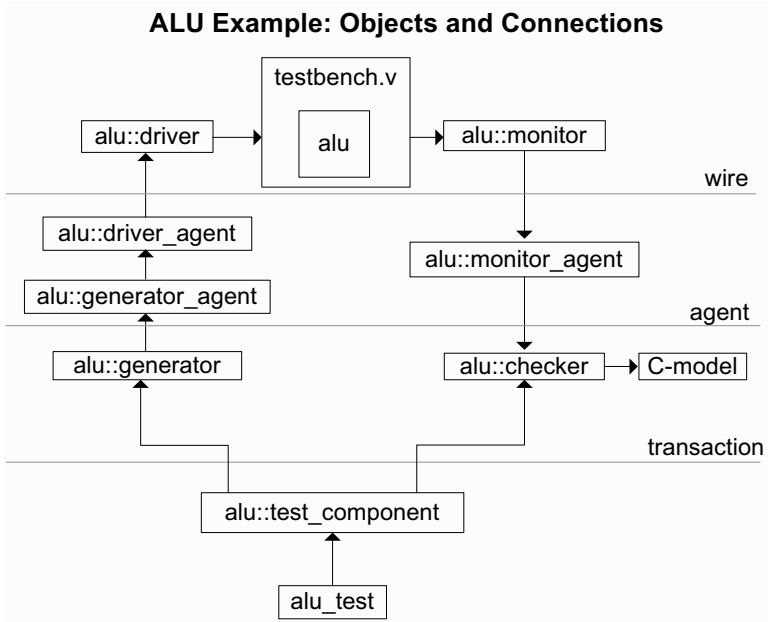 ALU Example: Objects and Connections
testbench.v
alu::driver
alu
alu::monitor
wire
alu::driver_agent
alu::monitor_agent
alu::generator_agent
agent
alu::generator
alu::checker
C-model
transaction
alu::test_component
alu_test